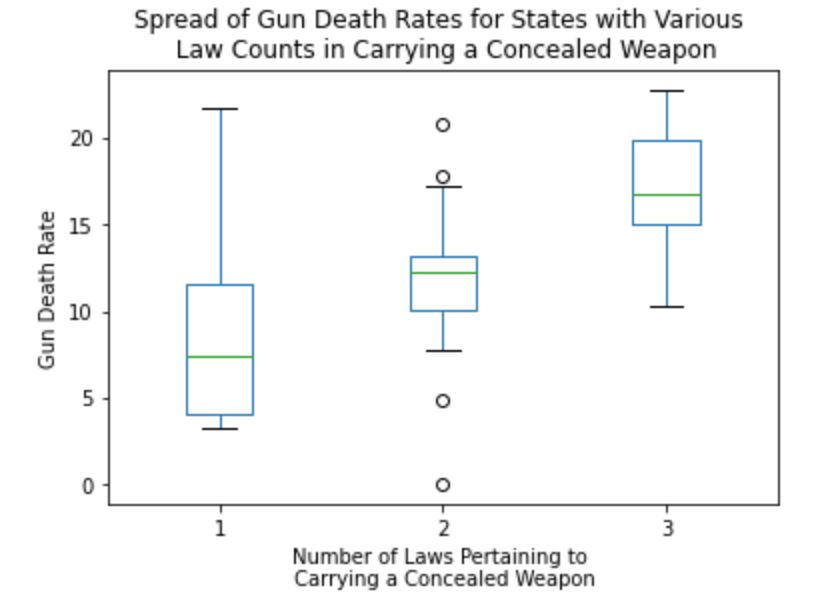 Spread of Gun Death Rates for States with Various
Law Counts in Carrying a Concealed Weapon
20
15
10
5
0
Gun Death Rate
1 2 3
Number of Laws Pertaining to
Carrying a Concealed Weapon